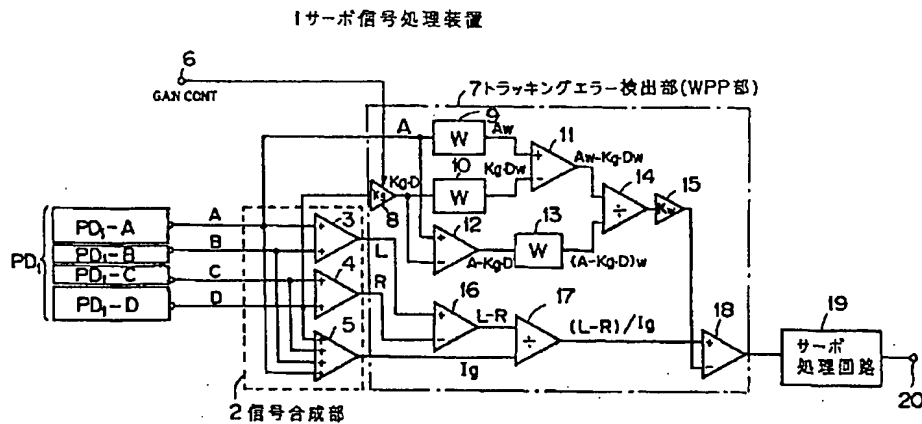 1 サーボ信号処理装置
6
GAIN CONT
7 トラッキングエラー検出部(WPP部)
9
A
W
Aw
11
Kg·D
10
W
Kg·Dw
Aw-Kg·Dw
14
15
Kg
8
÷
Kw
13
12
W
A-Kg·D
(A-Kg·D)w
PD1
PD1-A
A
3
PD1-B
B
L
PD1-C
C
4
R
PD1-D
D
16
17
18
L-R
(L-R)/Ig
÷
5
Ig
19
サーボ
処理回路
20
2 信号合成部